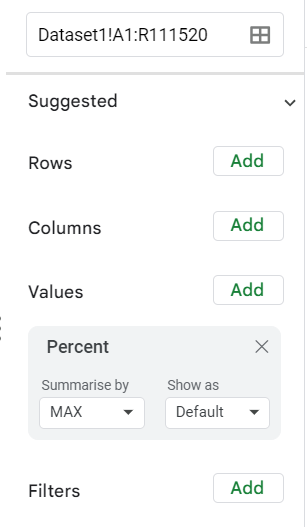 Dataset1!A1:R111520
Suggested
Rows Add
Columns Add
Values Add
Percent
Summarise by Show as
MAX Default
Filters Add